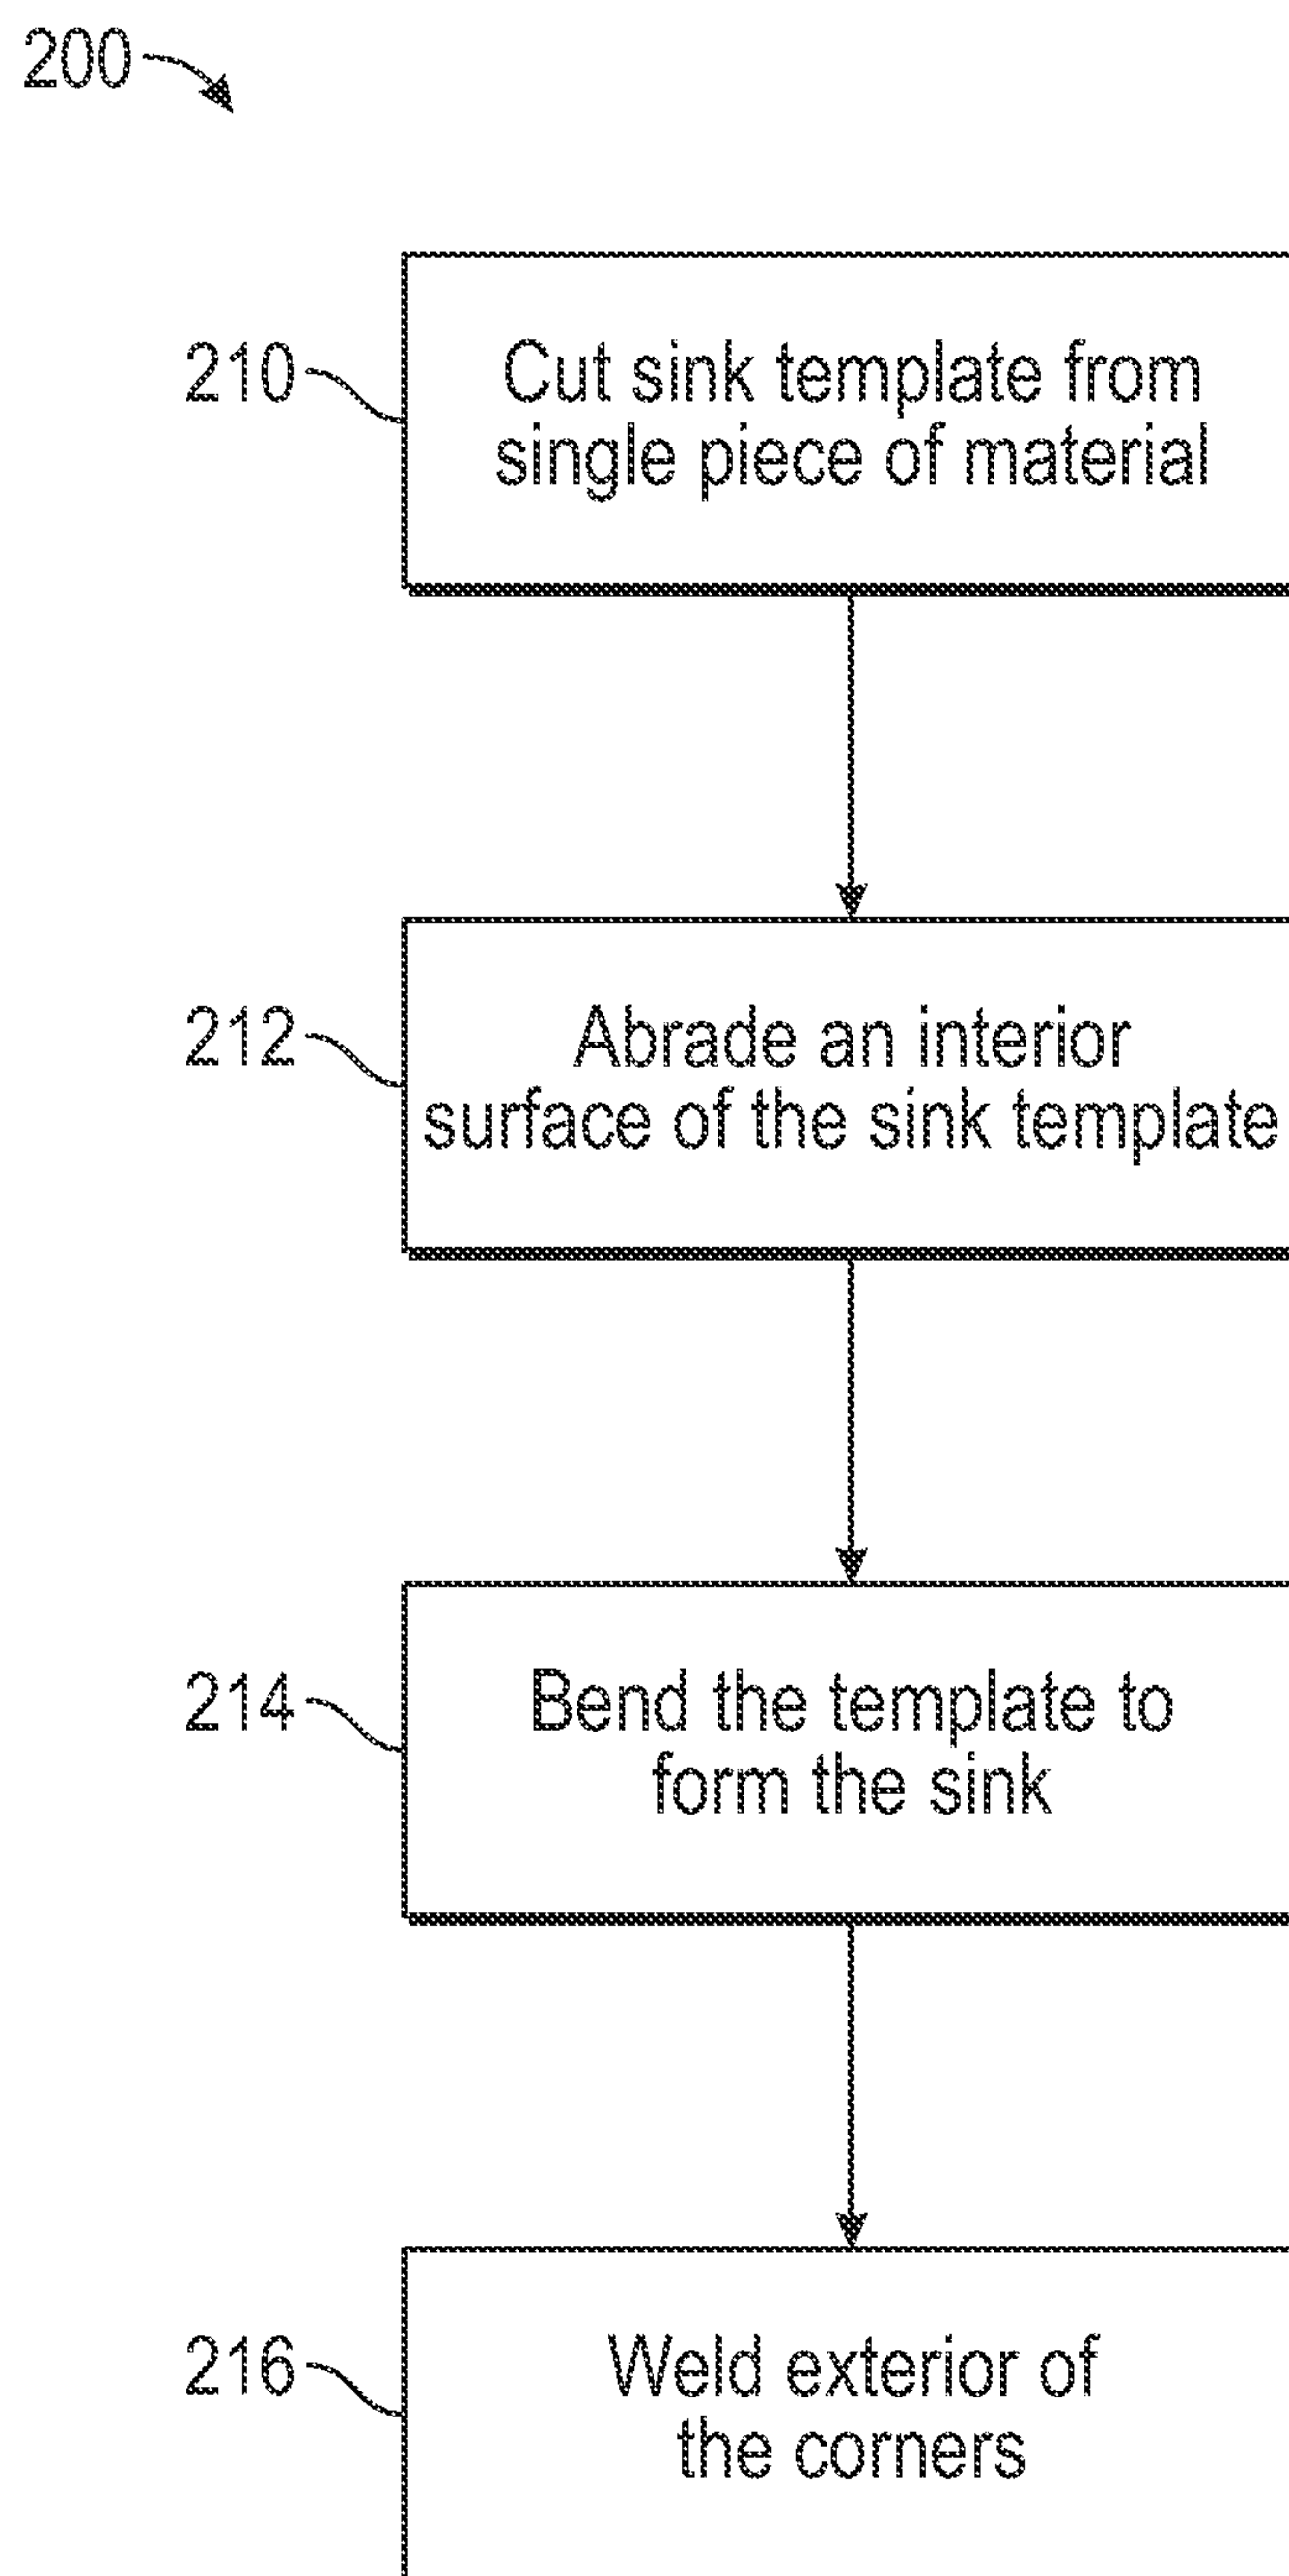 200
210
Cut sink template from
single piece of material
212
Abrade an interior
surface of the sink template
214
Bend the template to
form the sink
216
Weld exterior of
the corners